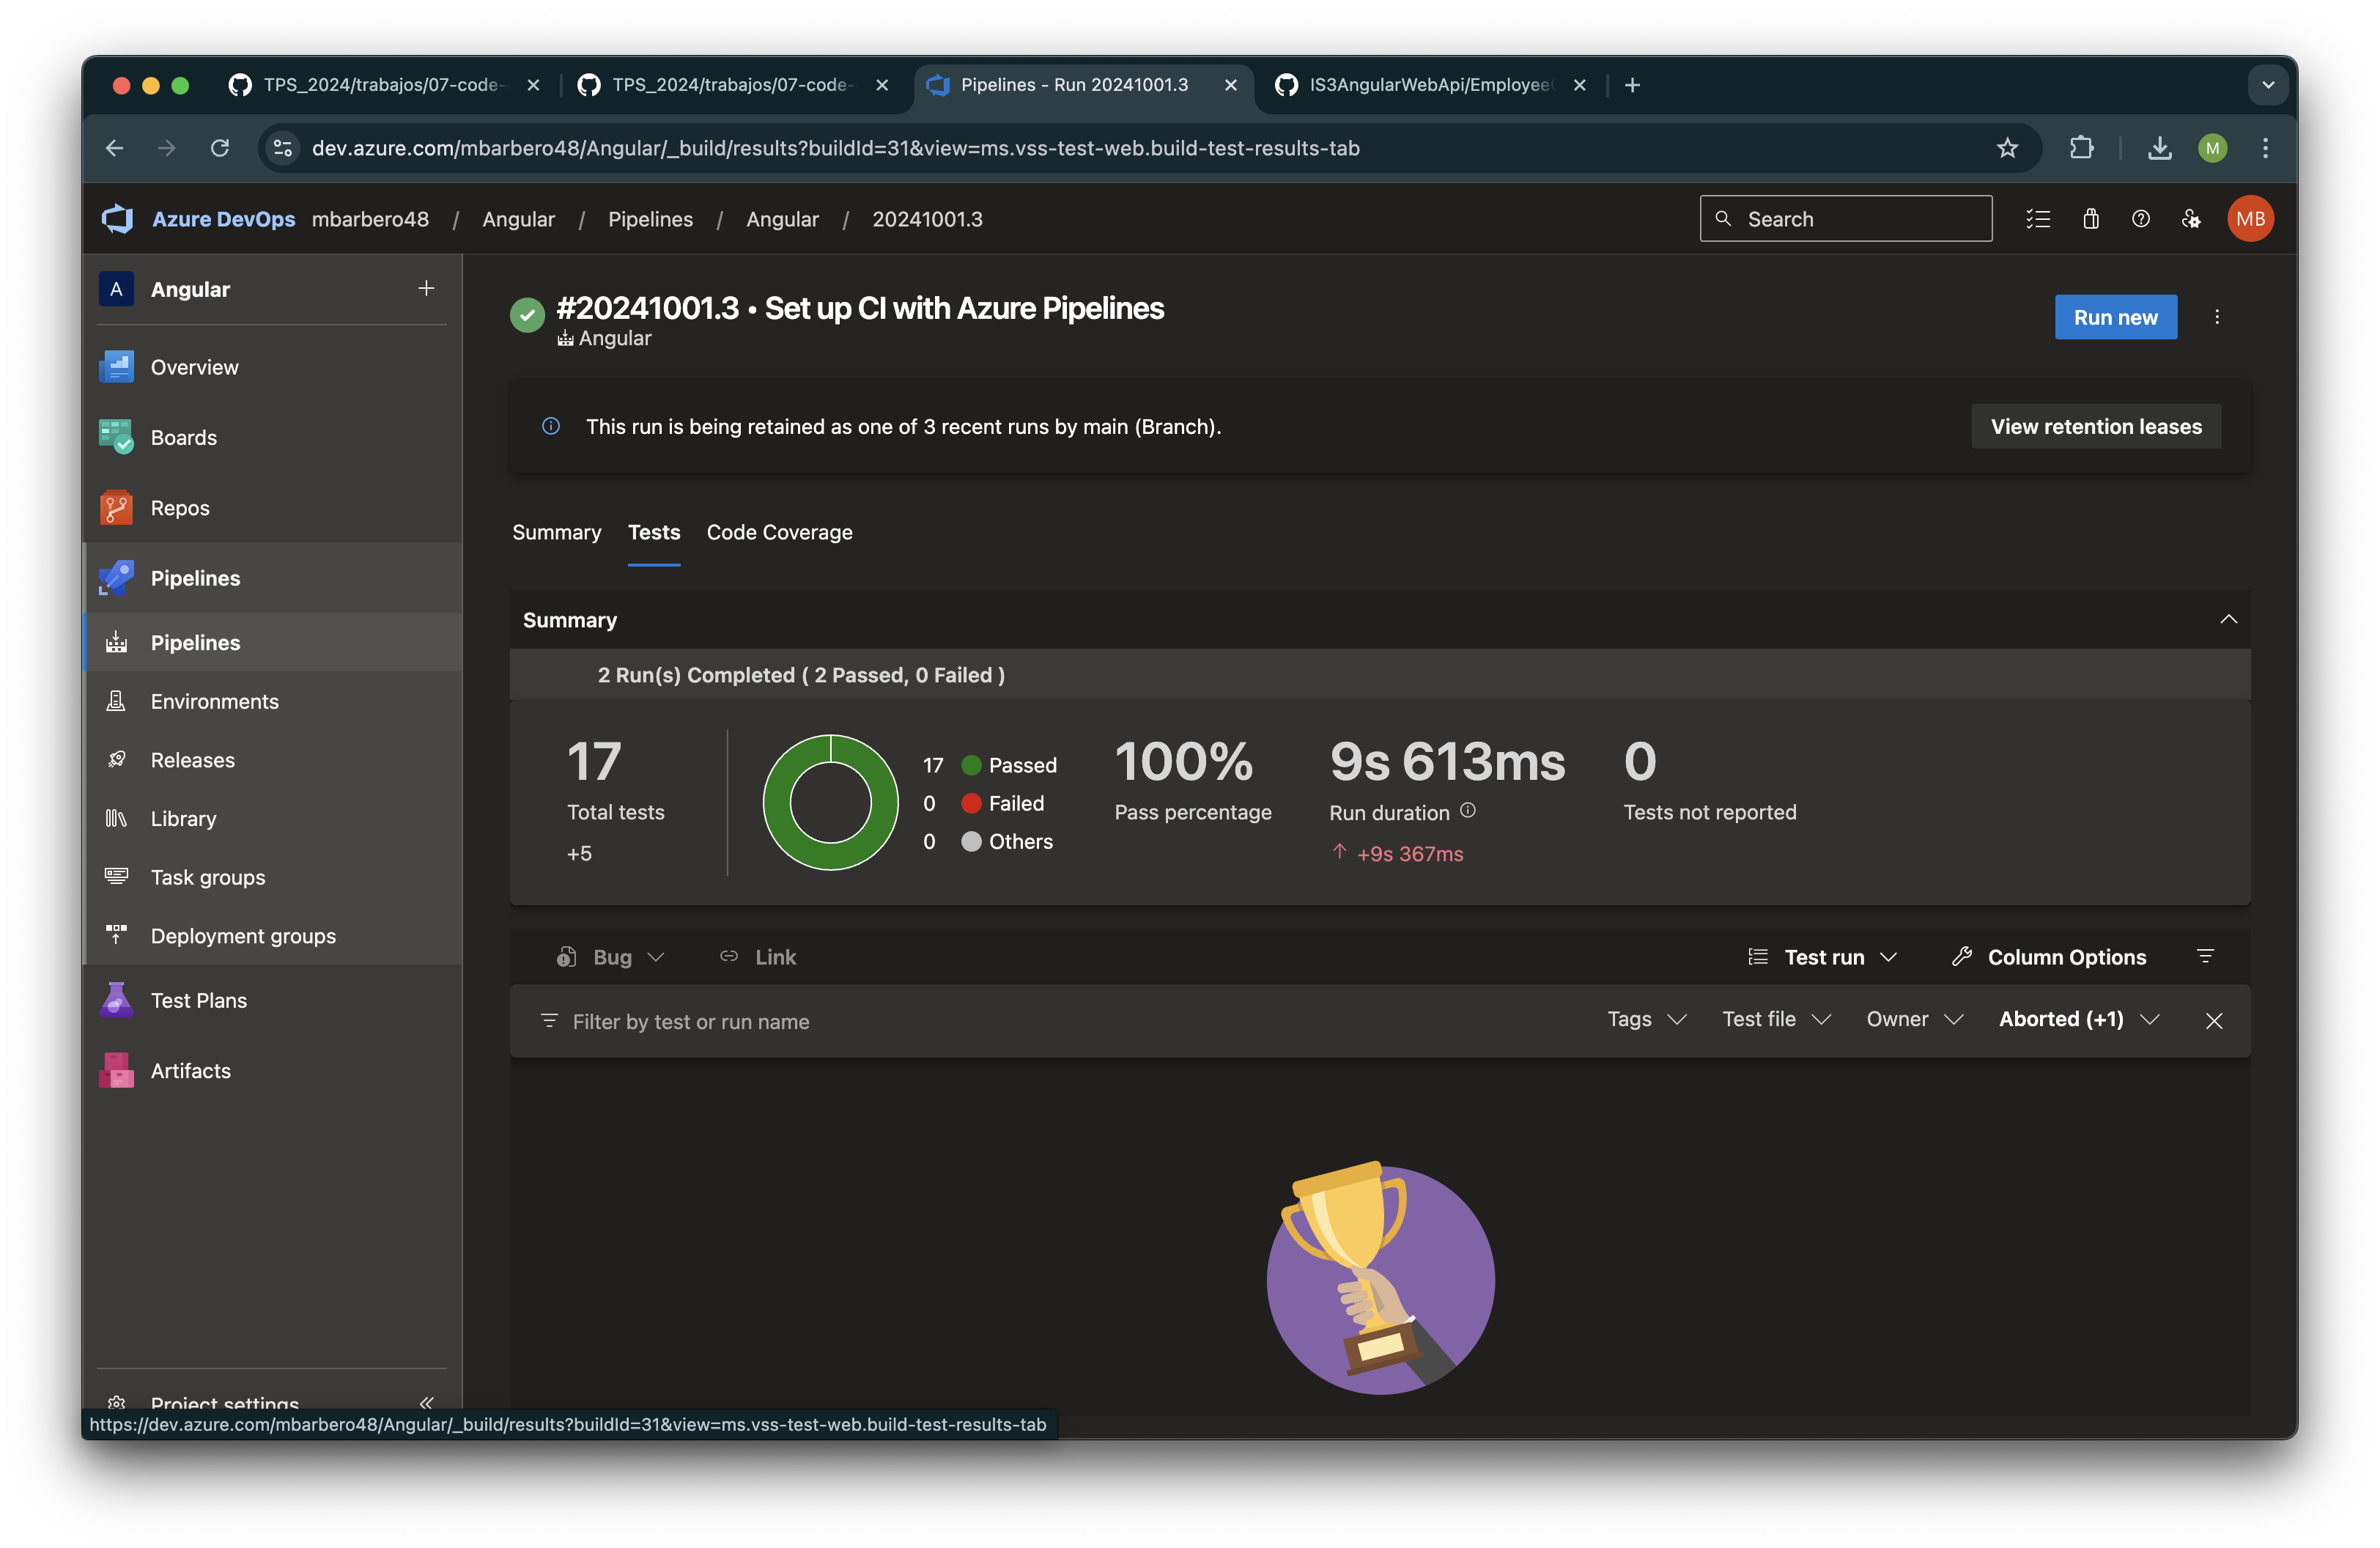 TPS_2024/trabajos/07-code-
TPS_2024/trabajos/07-code-
Pipelines - Run 20241001.3
IS3AngularWebApi/Employee
dev.azure.com/mbarbero48/Angular/_build/results?buildId=31&view=ms.vss-test-web.build-test-results-tab
M
Azure DevOps mbarbero48 / Angular / Pipelines / Angular / 20241001.3
Search
MB
A Angular
Overview
Boards
Repos
Pipelines
Pipelines
Environments
Releases
Library
Task groups
Deployment groups
Test Plans
Artifacts
Project settings
#20241001.3 • Set up CI with Azure Pipelines
Angular
Run new
This run is being retained as one of 3 recent runs by main (Branch).
View retention leases
Summary Tests Code Coverage
Summary
2 Run(s) Completed ( 2 Passed, 0 Failed )
17
Total tests
+5
17 Passed
0 Failed
0 Others
100%
Pass percentage
9s 613ms
Run duration
+9s 367ms
0
Tests not reported
Bug Link
Test run Column Options
Filter by test or run name
Tags Test file Owner Aborted (+1)
https://dev.azure.com/mbarbero48/Angular/_build/results?buildId=31&view=ms.vss-test-web.build-test-results-tab